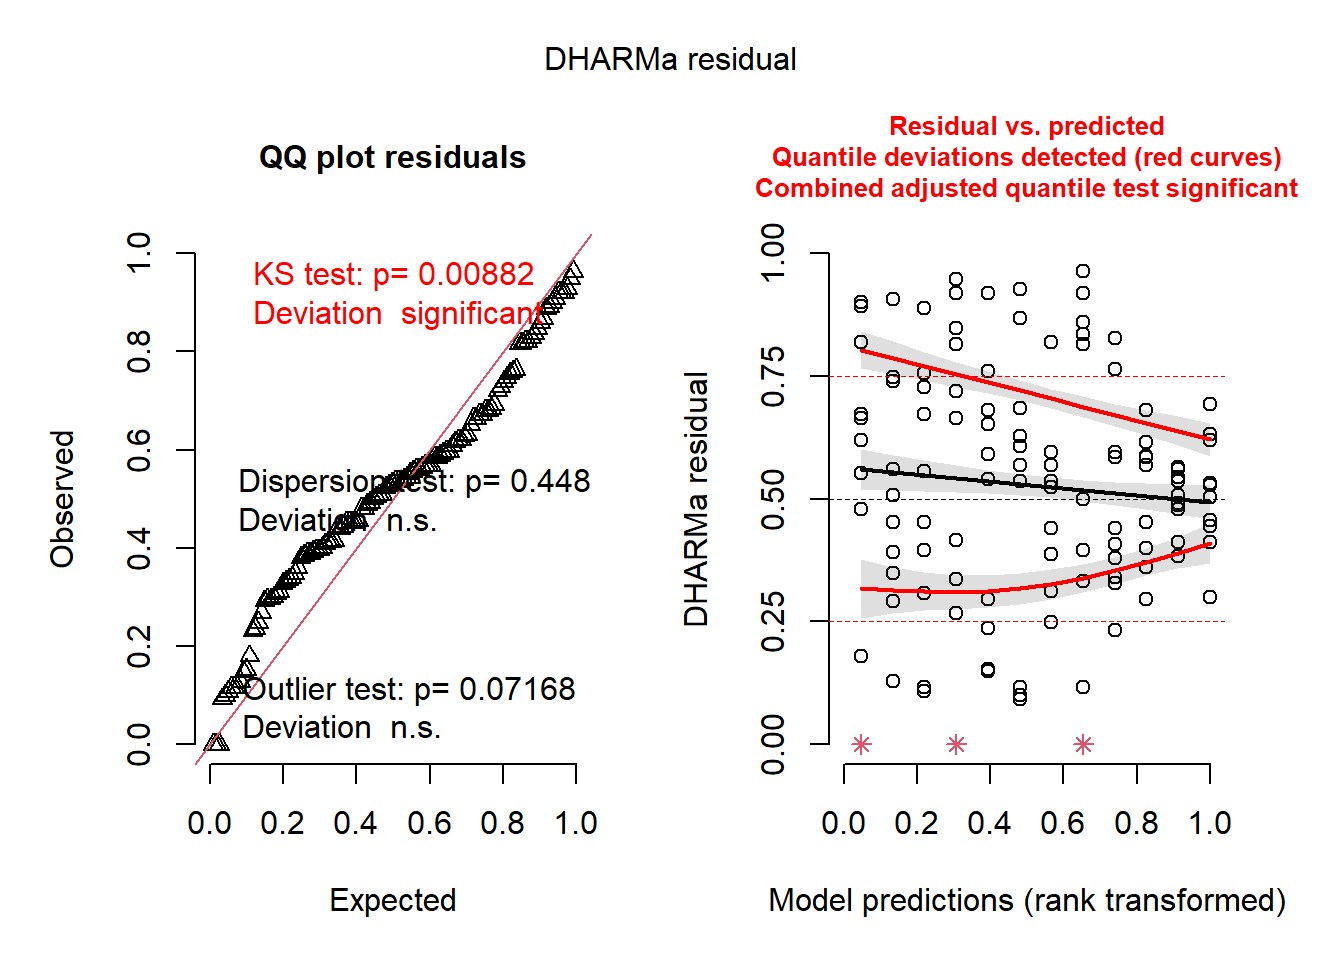 DHARMa residual
QQ plot residuals
KS test: p= 0.00882
Deviation  significant
Dispersion test: p= 0.448
Deviation  n.s.
Outlier test: p= 0.07168
Deviation  n.s.
Observed
0.0 0.2 0.4 0.6 0.8 1.0
0.0 0.2 0.4 0.6 0.8 1.0
Expected
Residual vs. predicted
Quantile deviations detected (red curves)
Combined adjusted quantile test significant
DHARMa residual
0.00 0.25 0.50 0.75 1.00
0.0 0.2 0.4 0.6 0.8 1.0
Model predictions (rank transformed)